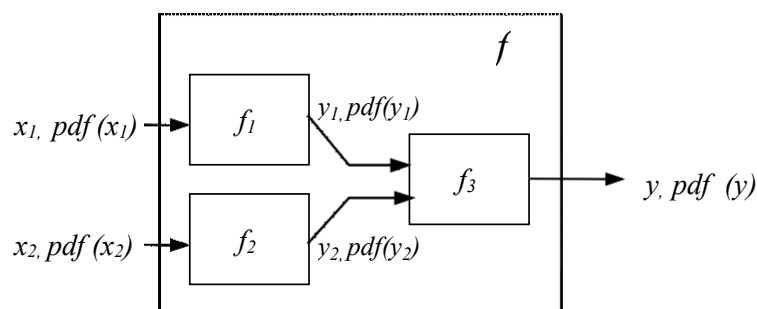 f
x1, pdf (x1)
f1
y1, pdf(y1)
f3
y, pdf (y)
x2, pdf (x2)
f2
y2, pdf(y2)